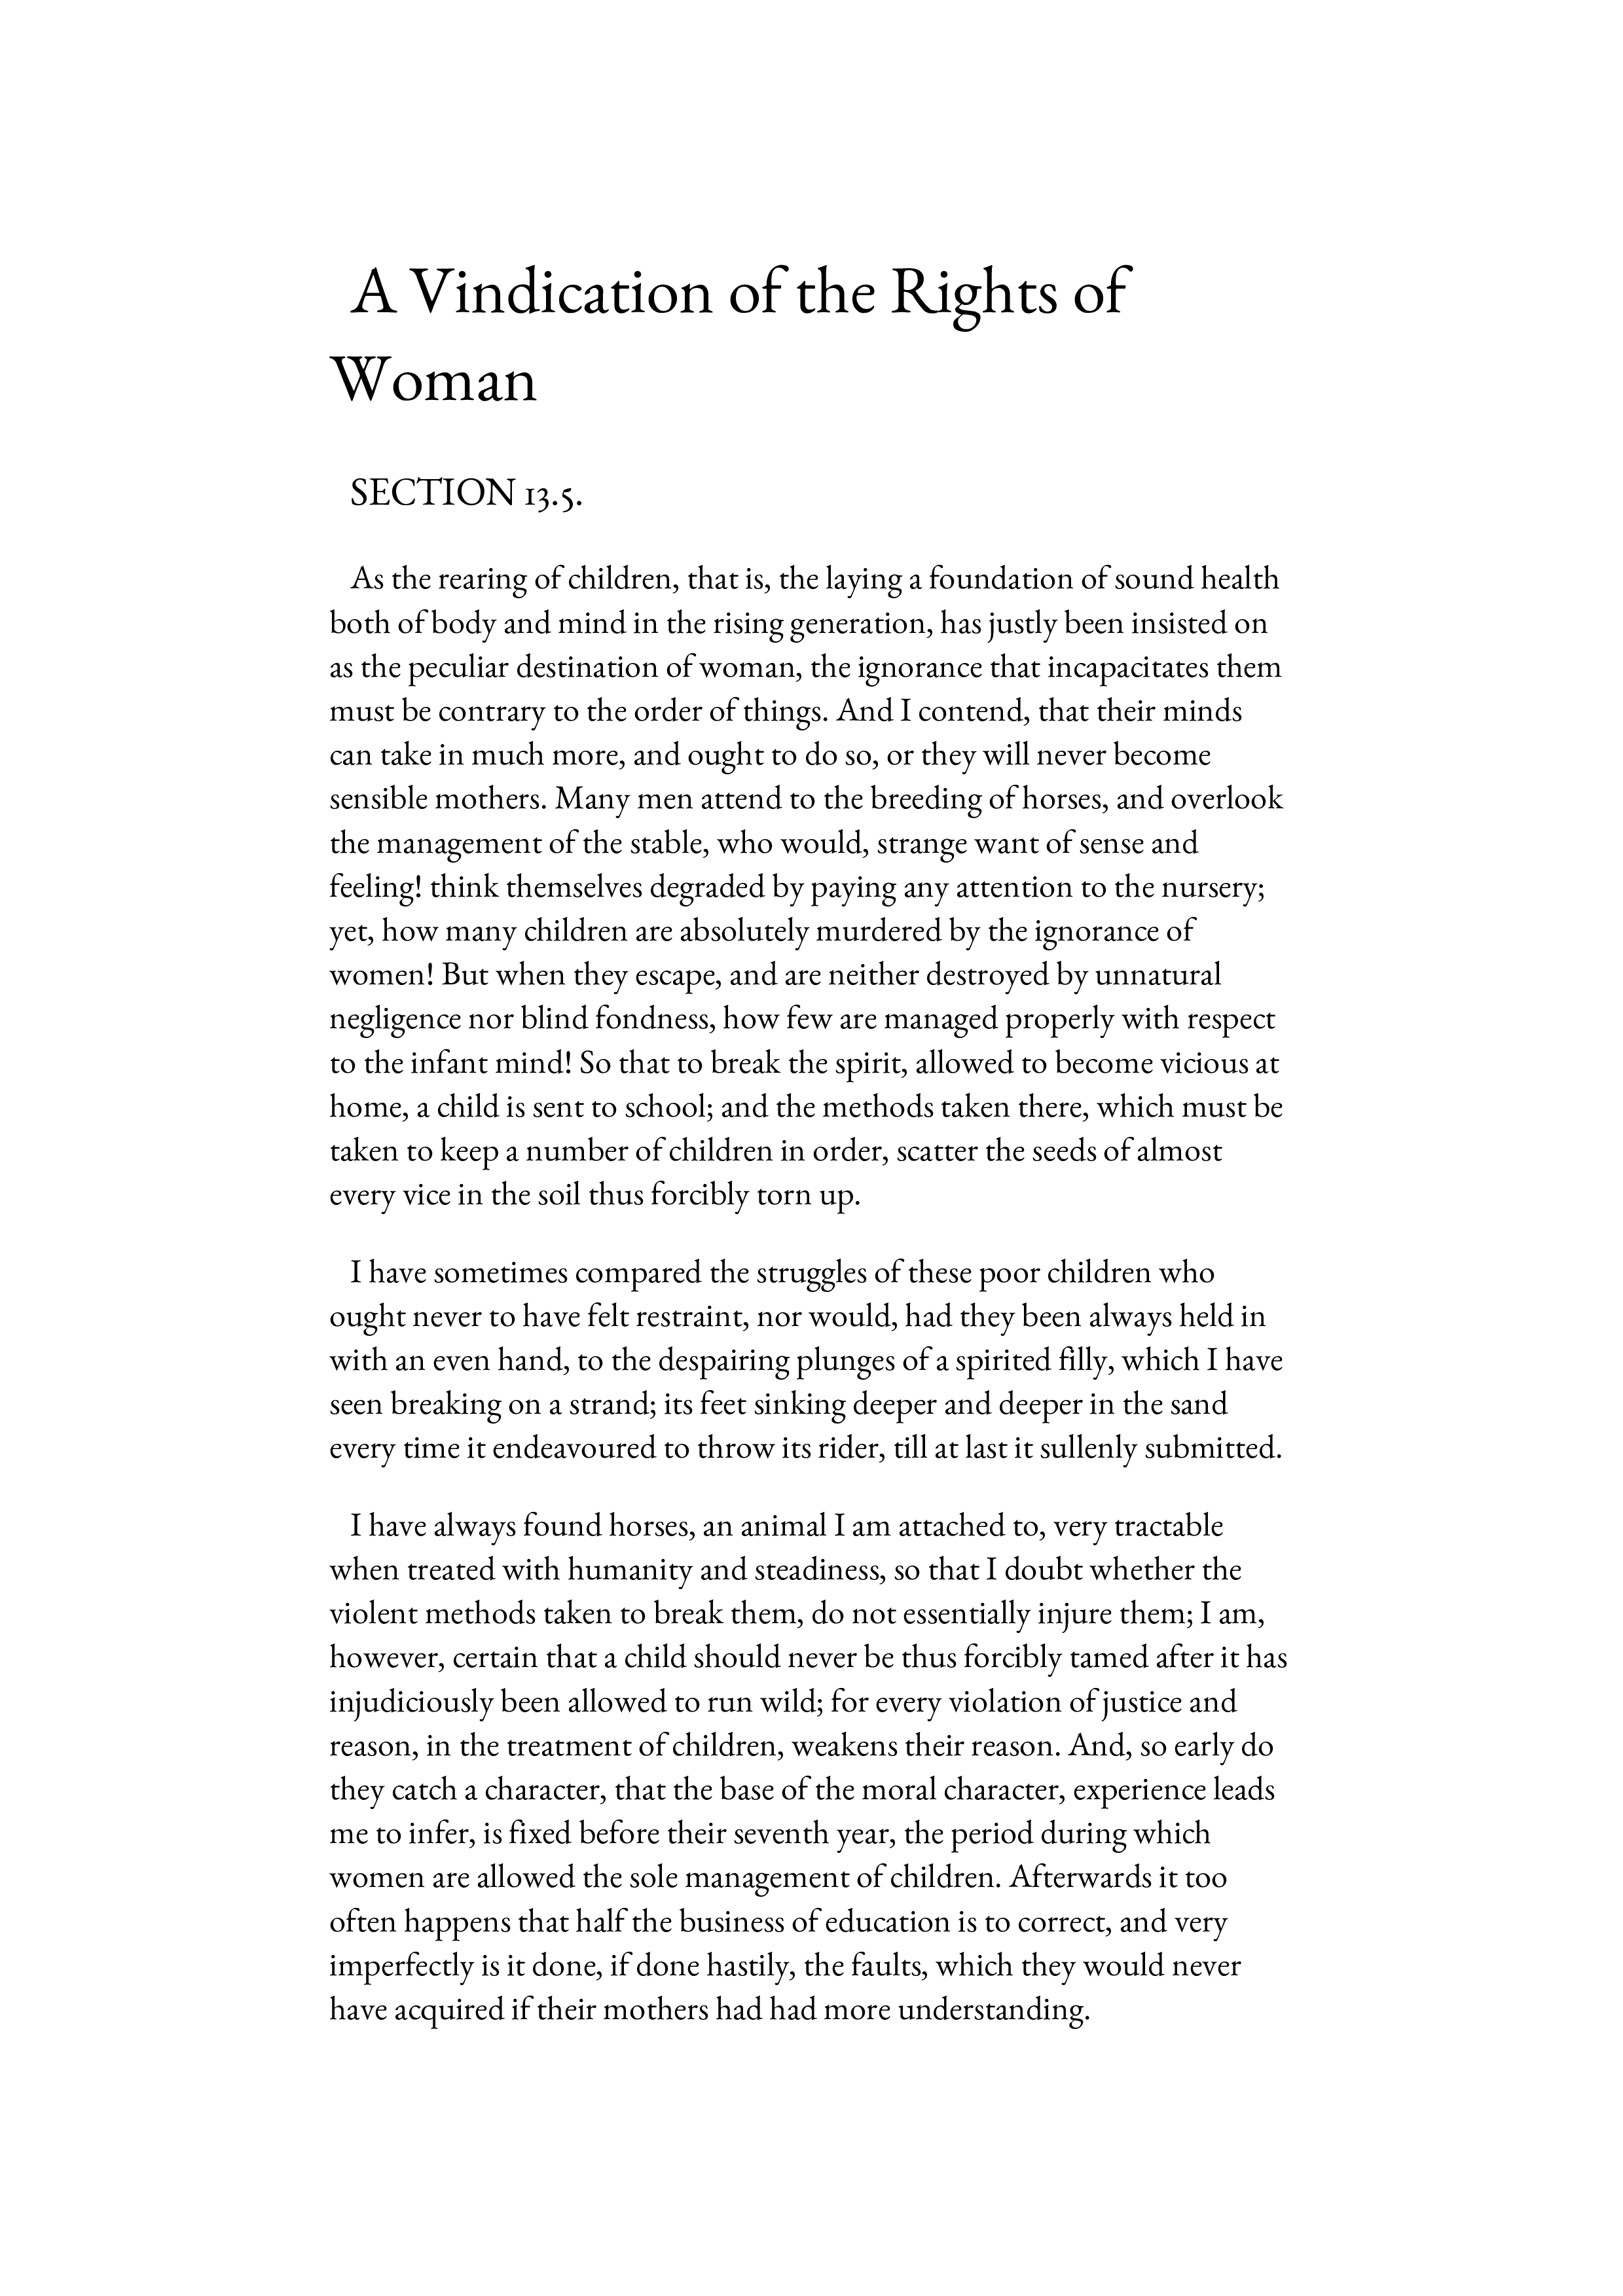 A Vindication of the Rights of
Woman
SECTION 13.5.
As the rearing of children, that is, the laying a foundation of sound health
both of body and mind in the rising generation, has justly been insisted on
as the peculiar destination of woman, the ignorance that incapacitates them
must be contrary to the order of things. And I contend, that their minds
can take in much more, and ought to do so, or they will never become
sensible mothers. Many men attend to the breeding of horses, and overlook
the management of the stable, who would, strange want of sense and
feeling! think themselves degraded by paying any attention to the nursery;
yet, how many children are absolutely murdered by the ignorance of
women! But when they escape, and are neither destroyed by unnatural
negligence nor blind fondness, how few are managed properly with respect
to the infant mind! So that to break the spirit, allowed to become vicious at
home, a child is sent to school; and the methods taken there, which must be
taken to keep a number of children in order, scatter the seeds of almost
every vice in the soil thus forcibly torn up.
I have sometimes compared the struggles of these poor children who
ought never to have felt restraint, nor would, had they been always held in
with an even hand, to the despairing plunges of a spirited filly, which I have
seen breaking on a strand; its feet sinking deeper and deeper in the sand
every time it endeavoured to throw its rider, till at last it sullenly submitted.
I have always found horses, an animal I am attached to, very tractable
when treated with humanity and steadiness, so that I doubt whether the
violent methods taken to break them, do not essentially injure them; I am,
however, certain that a child should never be thus forcibly tamed after it has
injudiciously been allowed to run wild; for every violation of justice and
reason, in the treatment of children, weakens their reason. And, so early do
they catch a character, that the base of the moral character, experience leads
me to infer, is fixed before their seventh year, the period during which
women are allowed the sole management of children. Afterwards it too
often happens that half the business of education is to correct, and very
imperfectly is it done, if done hastily, the faults, which they would never
have acquired if their mothers had had more understanding.